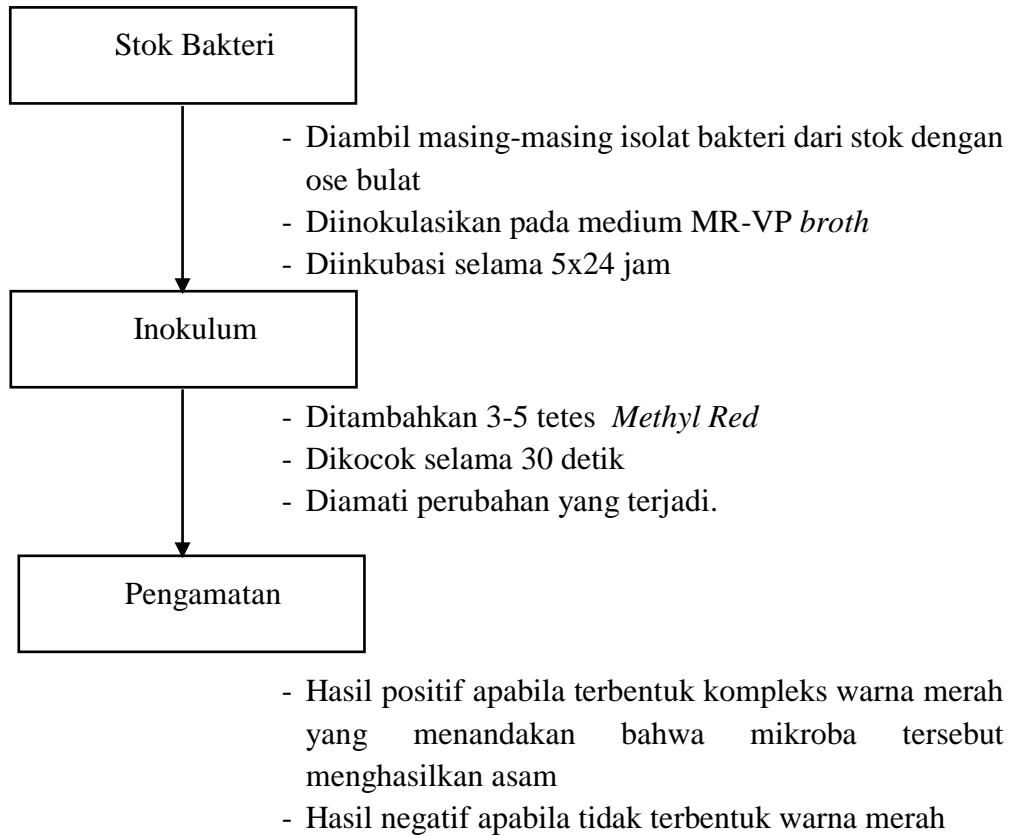 Stok Bakteri
- Diambil masing-masing isolat bakteri dari stok dengan
ose bulat
- Diinokulasikan pada medium MR-VP broth
- Diinkubasi selama 5x24 jam
Inokulum
- Ditambahkan 3-5 tetes Methyl Red
- Dikocok selama 30 detik
- Diamati perubahan yang terjadi.
Pengamatan
- Hasil positif apabila terbentuk kompleks warna merah
yang menandakan bahwa mikroba tersebut
menghasilkan asam
- Hasil negatif apabila tidak terbentuk warna merah